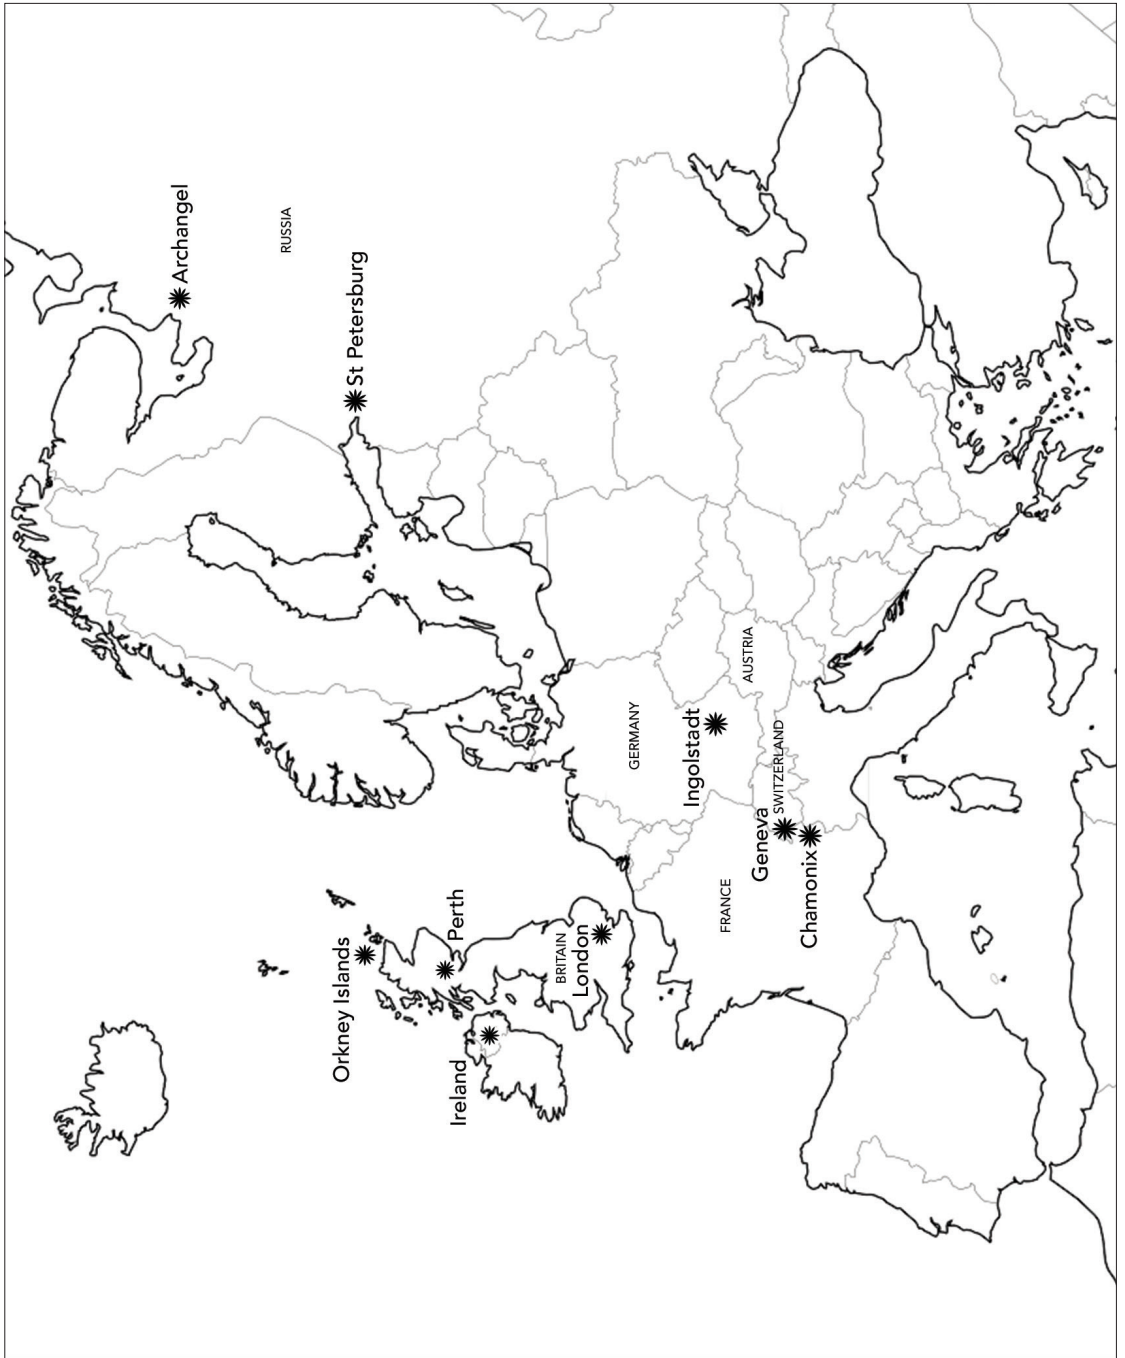 Archangel
RUSSIA
St Petersburg
Orkney Islands
Perth
Ireland
BRITAIN
London
GERMANY
Ingolstadt
AUSTRIA
SWITZERLAND
Geneva
FRANCE
Chamonix